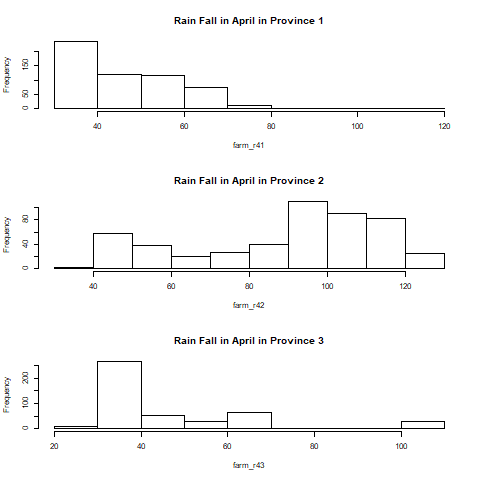 Rain Fall in April in Province 1
Frequency
0 50 150
40 60 80 100 120
farm_r41
Rain Fall in April in Province 2
Frequency
0 40 80
40 60 80 100 120
farm_r42
Rain Fall in April in Province 3
Frequency
0 100 200
20 40 60 80 100
farm_r43